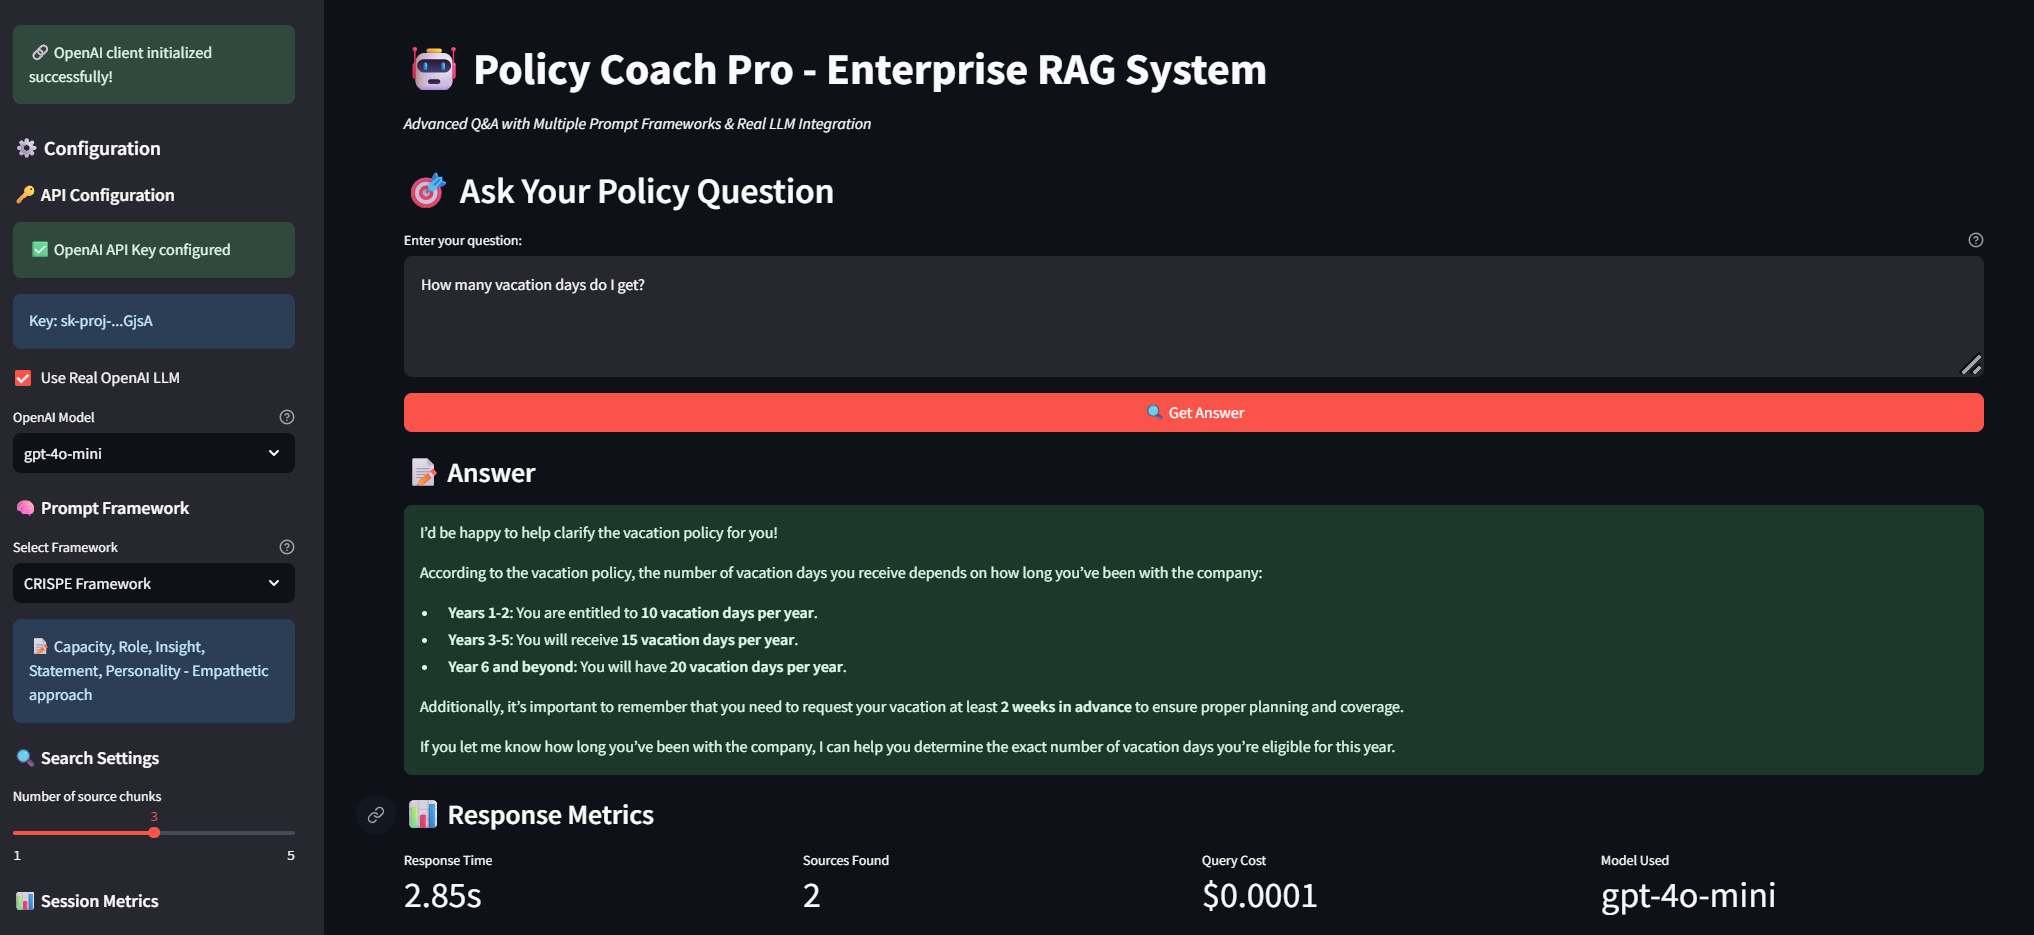 OpenAI client initialized
successfully!
Configuration
API Configuration
OpenAI API Key configured
Key: sk-proj-...GjsA
Use Real OpenAI LLM
OpenAI Model
gpt-4o-mini
Prompt Framework
Select Framework
CRISPE Framework
Capacity, Role, Insight,
Statement, Personality - Empathetic
approach
Search Settings
Number of source chunks
3
1 5
Session Metrics
Policy Coach Pro - Enterprise RAG System
Advanced Q&A with Multiple Prompt Frameworks & Real LLM Integration
Ask Your Policy Question
Enter your question:
How many vacation days do I get?
Get Answer
Answer
I'd be happy to help clarify the vacation policy for you!
According to the vacation policy, the number of vacation days you receive depends on how long you've been with the company:
• Years 1-2: You are entitled to 10 vacation days per year.
• Years 3-5: You will receive 15 vacation days per year.
• Year 6 and beyond: You will have 20 vacation days per year.
Additionally, it's important to remember that you need to request your vacation at least 2 weeks in advance to ensure proper planning and coverage.
If you let me know how long you've been with the company, I can help you determine the exact number of vacation days you're eligible for this year.
Response Metrics
Response Time Sources Found Query Cost Model Used
2.85s 2 $0.0001 gpt-4o-mini